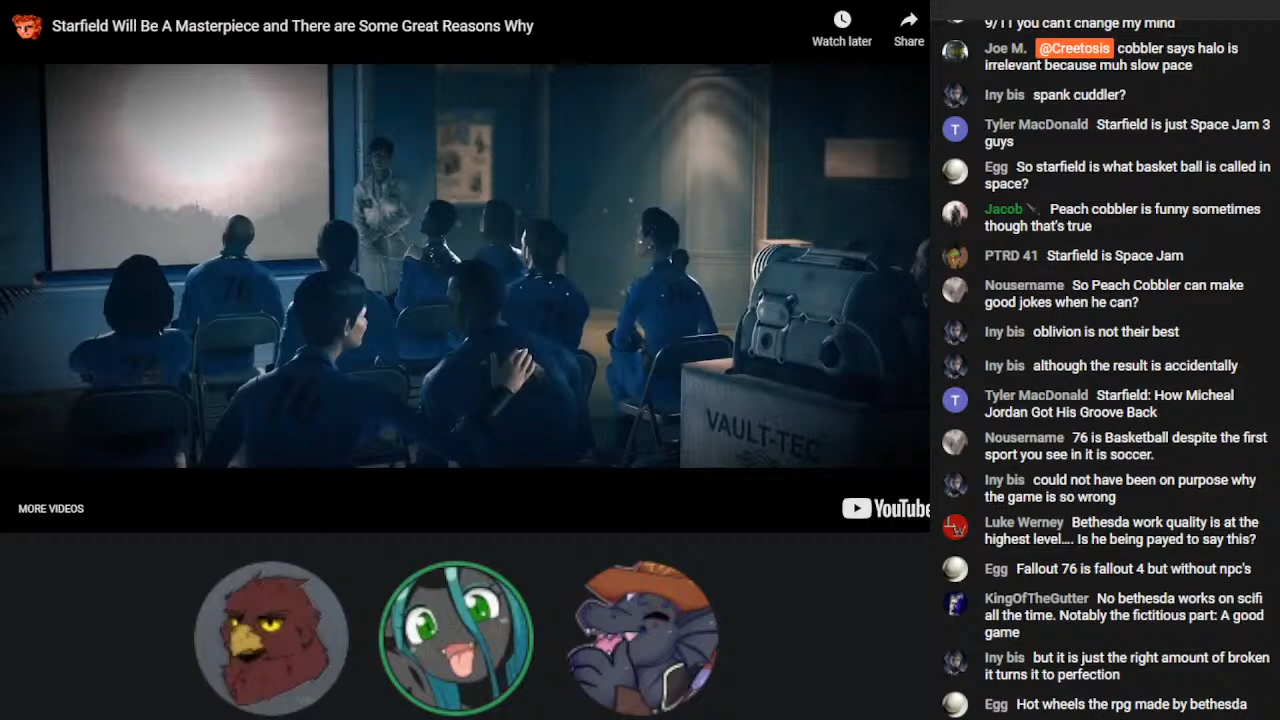 Starfield Will Be A Masterpiece and There are Some Great Reasons Why
Watch later
Share
76
VAULT-TEC
MORE VIDEOS
YouTube
9/11 you can't change my mind
Joe M. @Creetosis cobbler says halo is
irrelevant because muh slow pace
Iny bis spank cuddler?
Tyler MacDonald Starfield is just Space Jam 3
guys
Egg So starfield is what basket ball is called in
space?
Jacob Peach cobbler is funny sometimes
though that's true
PTRD 41 Starfield is Space Jam
Nousername So Peach Cobbler can make
good jokes when he can?
Iny bis oblivion is not their best
Iny bis although the result is accidentally
T
Tyler MacDonald Starfield: How Micheal
Jordan Got His Groove Back
Nousername 76 is Basketball despite the first
sport you see in it is soccer.
Iny bis could not have been on purpose why
the game is so wrong
Luke Werney Bethesda work quality is at the
highest level.... Is he being payed to say this?
Egg Fallout 76 is fallout 4 but without npc's
KingOfTheGutter No bethesda works on scifi
all the time. Notably the fictitious part: A good
game
Iny bis but it is just the right amount of broken
it turns it to perfection
Egg Hot wheels the rpg made by bethesda